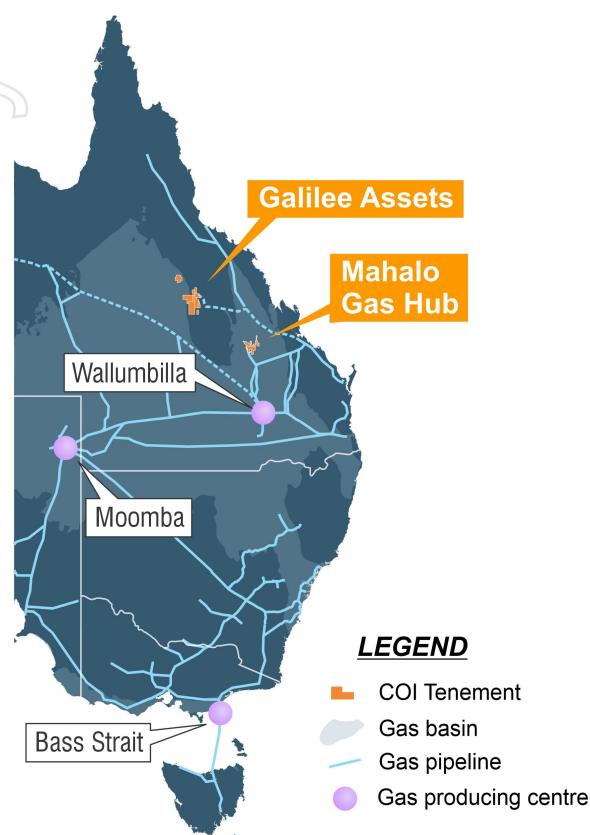 Galilee Assets
Mahalo
Gas Hub
Wallumbilla
Moomba
Bass Strait
LEGEND
COI Tenement
Gas basin
Gas pipeline
Gas producing centre